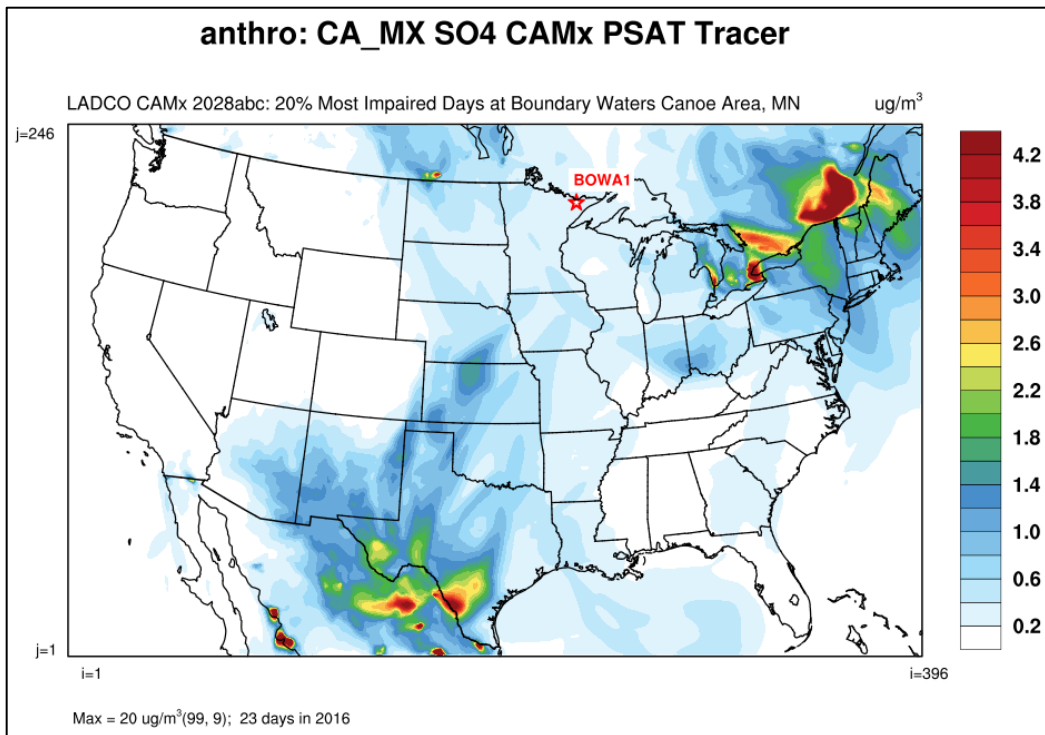 anthro: CA_MX SO4 CAMx PSAT Tracer
LADCO CAMx 2028abc: 20% Most Impaired Days at Boundary Waters Canoe Area, MN ug/m³
j=246
BOWA1
4.2
3.8
3.4
3.0
2.6
2.2
1.8
1.4
1.0
0.6
0.2
j=1
i=1 i=396
Max = 20 ug/m³(99, 9); 23 days in 2016